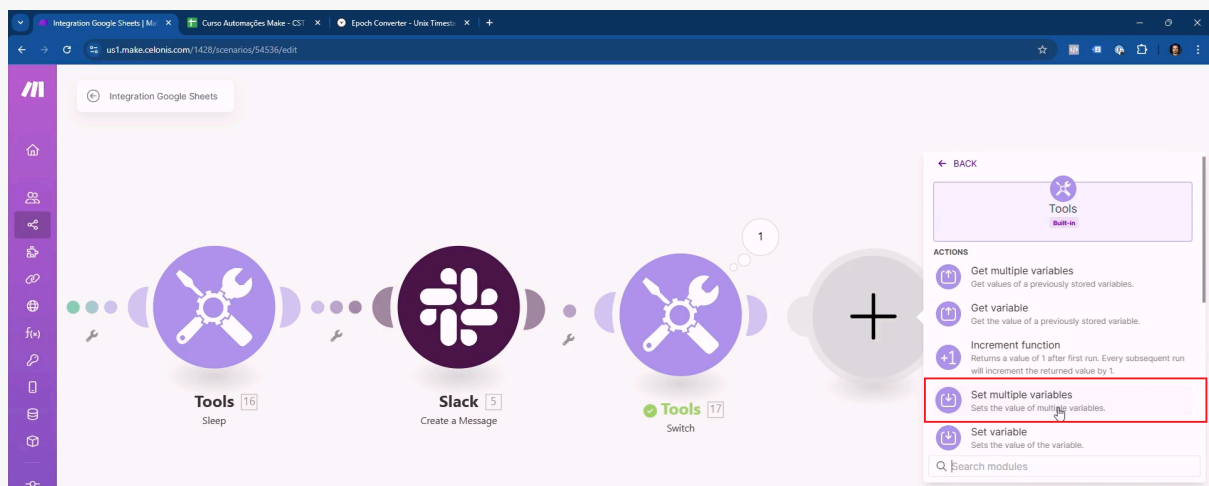 Integration Google Sheets | Ma
Curso Automações Make - CST
Epoch Converter - Unix Timesta
us1.make.celonis.com/1428/scenarios/54536/edit
Integration Google Sheets
f(x)
Tools 16
Sleep
Slack 5
Create a Message
1
Tools 17
Switch
BACK
Tools
Built-in
ACTIONS
Get multiple variables
Get values of a previously stored variables.
Get variable
Get the value of a previously stored variable.
+1
Increment function
Returns a value of 1 after first run. Every subsequent run
will increment the returned value by 1.
Set multiple variables
Sets the value of multiple variables.
Set variable
Sets the value of the variable.
Search modules